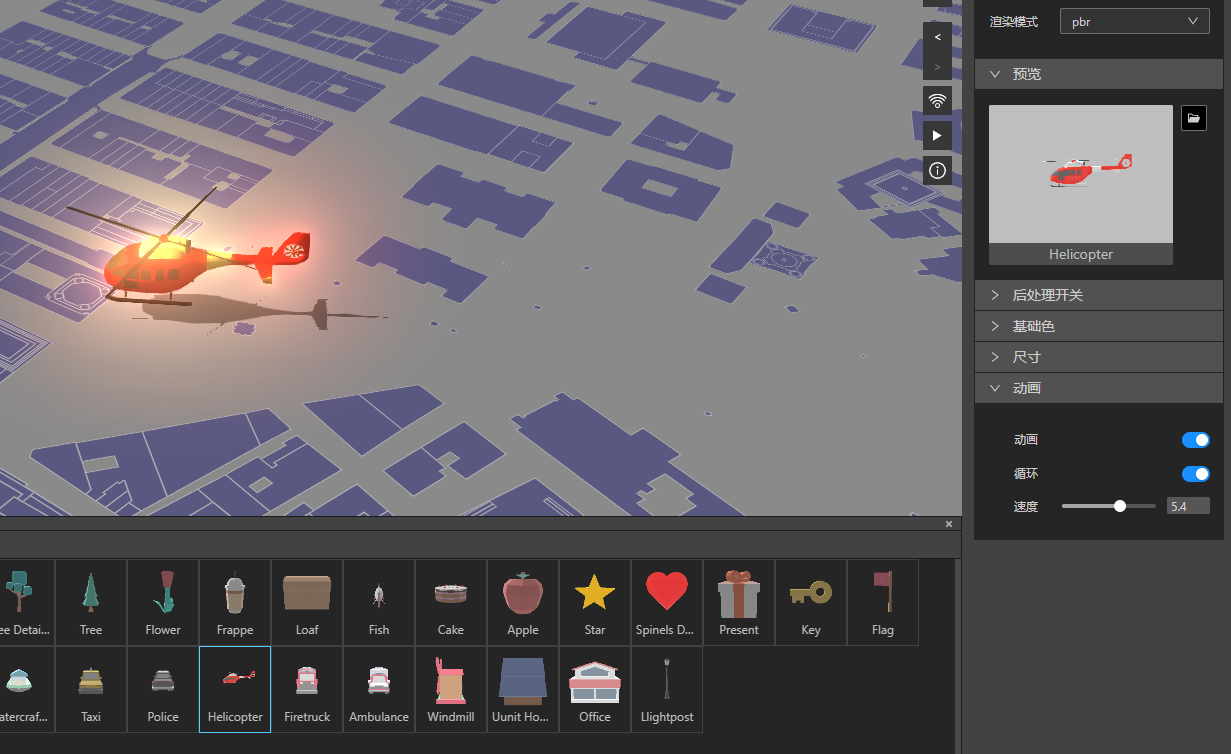 渲染模式
pbr
预览
Helicopter
后处理开关
基础色
尺寸
动画
动画
循环
速度
5.4
ee Detai...
Tree
Flower
Frappe
Loaf
Fish
Cake
Apple
Star
Spinels D...
Present
Key
Flag
atercraf...
Taxi
Police
Helicopter
Firetruck
Ambulance
Windmill
Uunit Ho...
Office
Llightpost